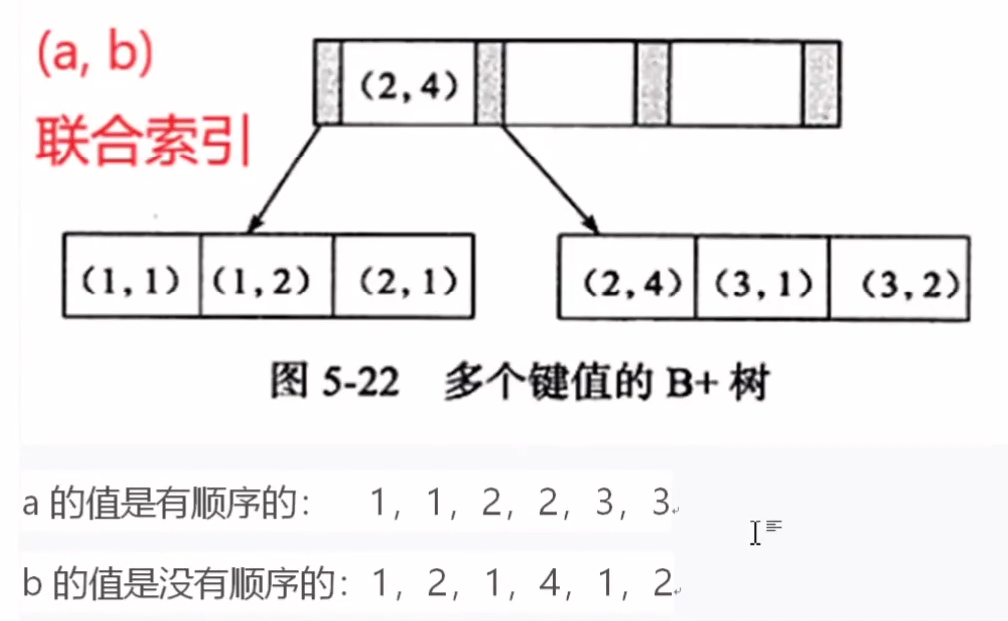 (a, b)
联合索引
(2,4)
(1,1) (1,2) (2,1) (2,4) (3,1) (3,2)
图 5-22 多个键值的 B+ 树
a 的值是有顺序的： 1，1，2，2，3，3
b 的值是没有顺序的：1，2，1，4，1，2